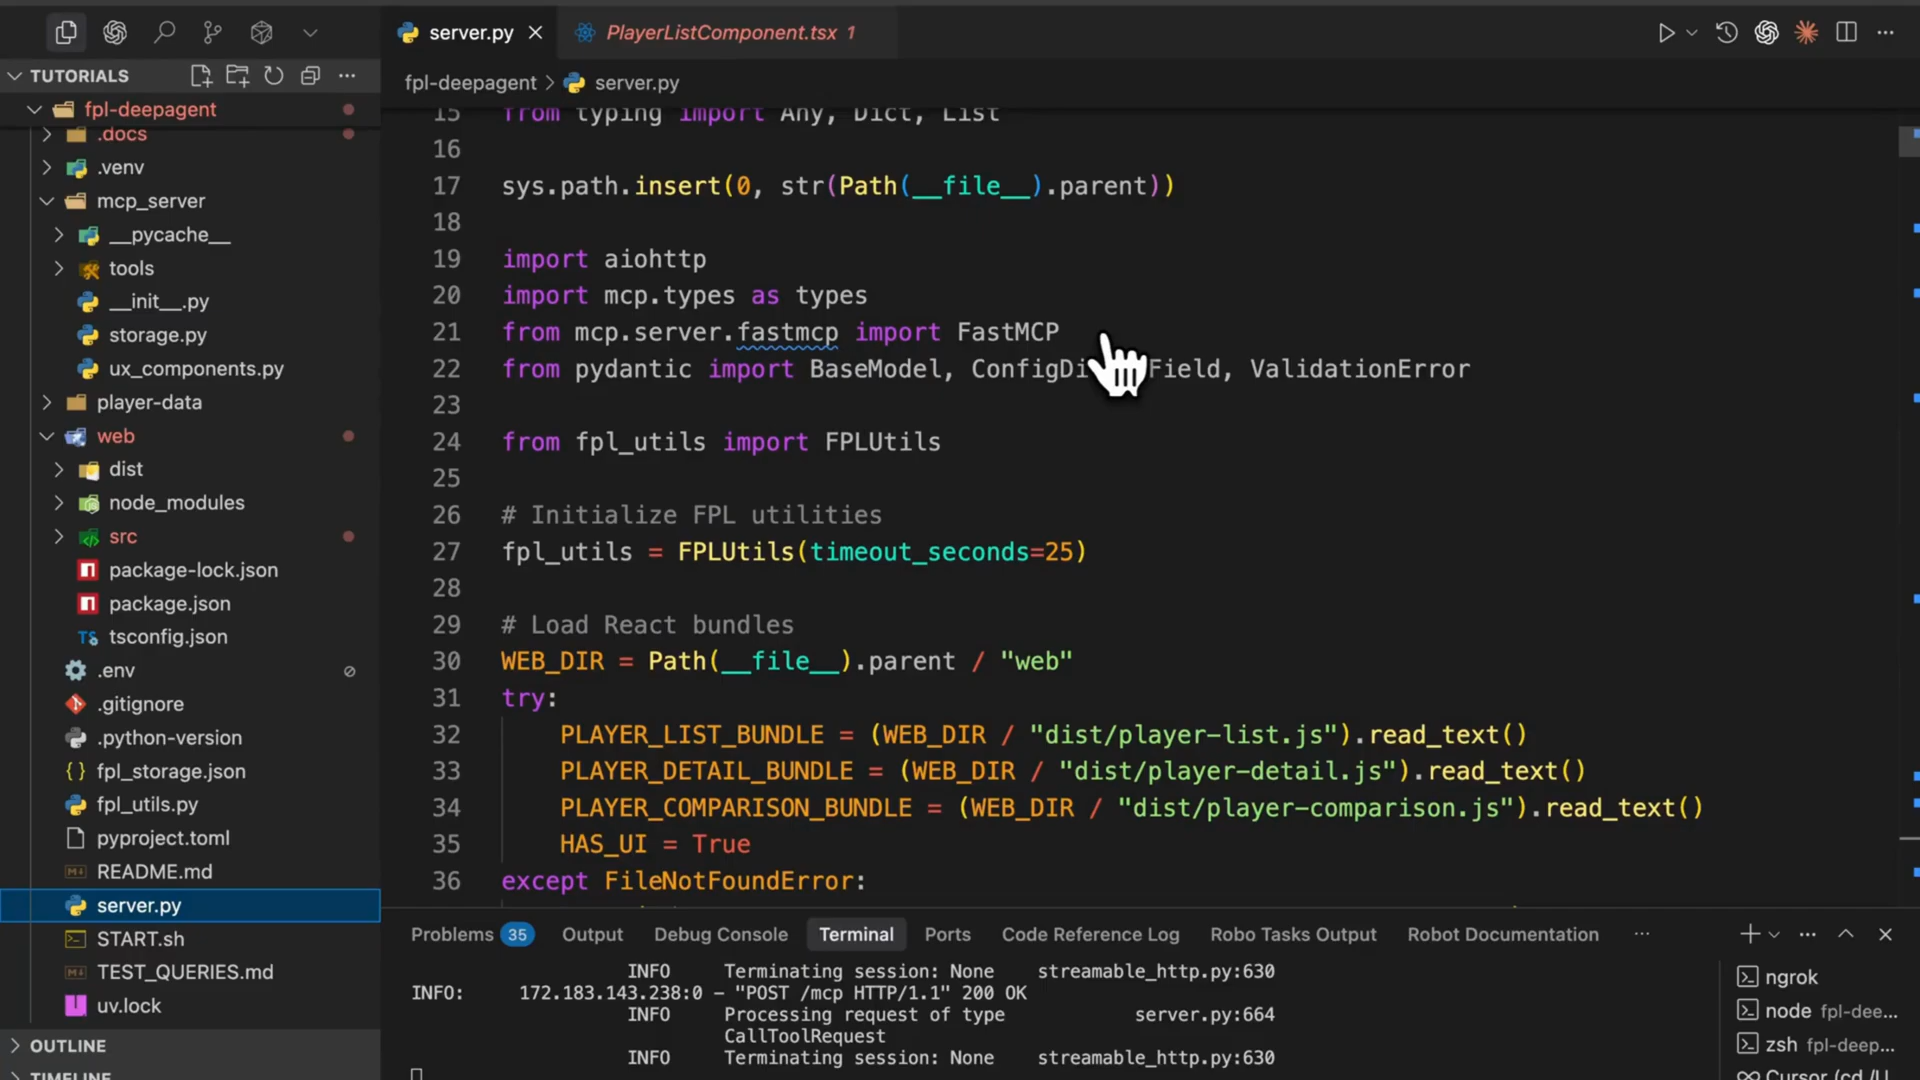 server.py
PlayerListComponent.tsx 1
TUTORIALS
fpl-deepagent
.docs
.venv
mcp_server
__pycache__
tools
__init__.py
storage.py
ux_components.py
player-data
web
dist
node_modules
src
package-lock.json
package.json
TS tsconfig.json
.env
.gitignore
.python-version
{} fpl_storage.json
fpl_utils.py
pyproject.toml
README.md
server.py
START.sh
TEST_QUERIES.md
uv.lock
OUTLINE
TIMELINE
fpl-deepagent > server.py
15 from typing import Any, Dict, List
16
17 sys.path.insert(0, str(Path(__file__).parent))
18
19 import aiohttp
20 import mcp.types as types
21 from mcp.server.fastmcp import FastMCP
22 from pydantic import BaseModel, ConfigDi Field, ValidationError
23
24 from fpl_utils import FPLUtils
25
26 # Initialize FPL utilities
27 fpl_utils = FPLUtils(timeout_seconds=25)
28
29 # Load React bundles
30 WEB_DIR = Path(__file__).parent / "web"
31 try:
32 PLAYER_LIST_BUNDLE = (WEB_DIR / "dist/player-list.js").read_text()
33 PLAYER_DETAIL_BUNDLE = (WEB_DIR / "dist/player-detail.js").read_text()
34 PLAYER_COMPARISON_BUNDLE = (WEB_DIR / "dist/player-comparison.js").read_text()
35 HAS_UI = True
36 except FileNotFoundError:
Problems 35 Output Debug Console Terminal Ports Code Reference Log Robo Tasks Output Robot Documentation
INFO Terminating session: None streamable_http.py:630
INFO: 172.183.143.238:0 - "POST /mcp HTTP/1.1" 200 OK
INFO Processing request of type server.py:664
CallToolRequest
INFO Terminating session: None streamable_http.py:630
ngrok
node fpl-dee...
zsh fpl-deep...
Cursor (cd /U